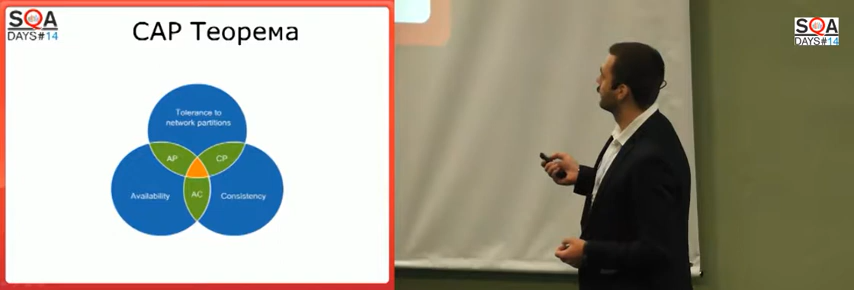 SQA
DAYS#14
CAP Теорема
Tolerance to
network partitions
AP
CP
Availability
AC
Consistency
SQA
DAYS#14